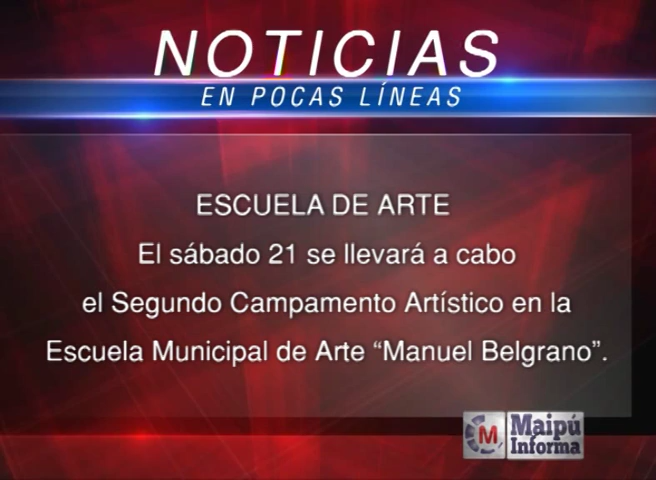 NOTICIAS
EN POCAS LÍNEAS
ESCUELA DE ARTE
El sábado 21 se llevará a cabo
el Segundo Campamento Artístico en la
Escuela Municipal de Arte “Manuel Belgrano”.
M Maipú
Informa